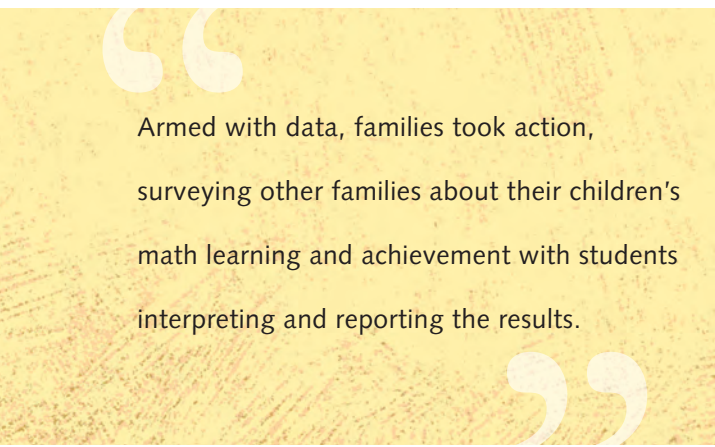 Armed with data, families took action,
surveying other families about their children’s
math learning and achievement with students
interpreting and reporting the results.